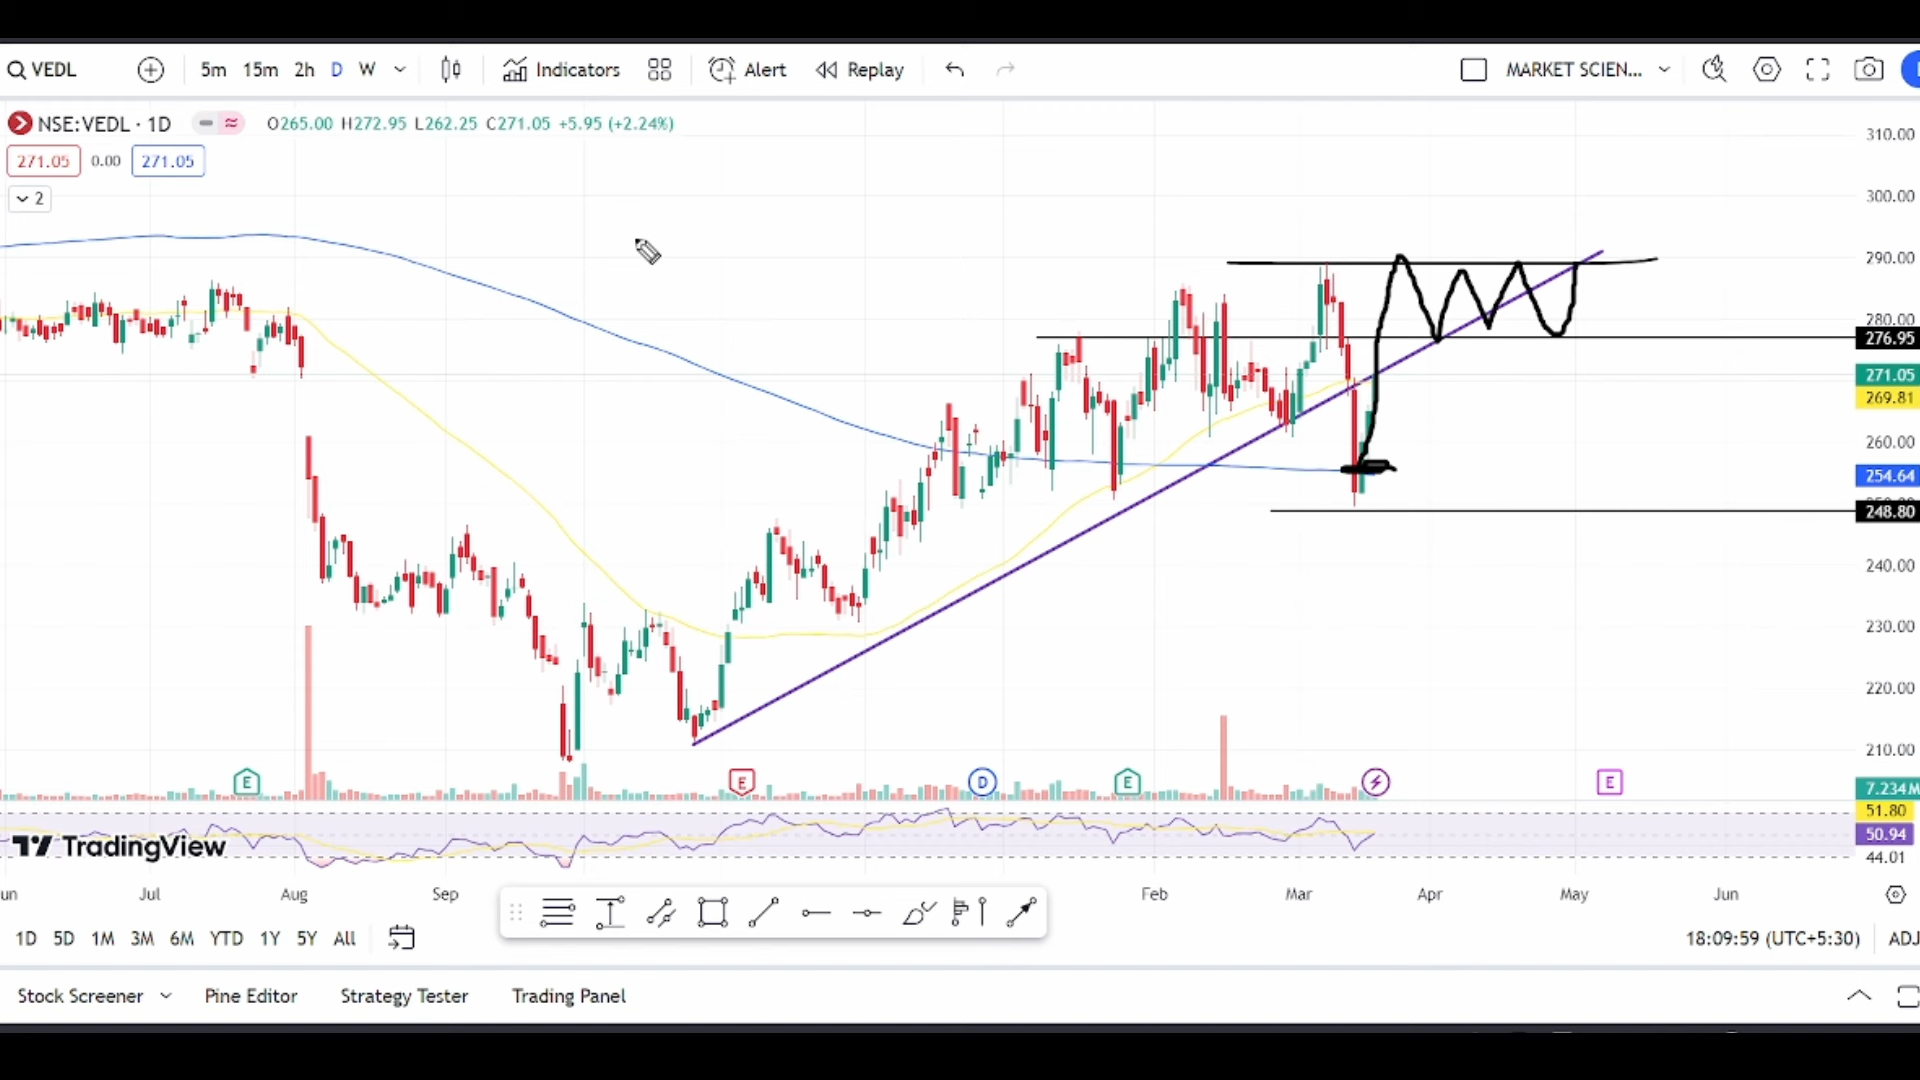 VEDL 5m 15m 2h D W Indicators Alert Replay MARKET SCIEN...
NSE:VEDL · 1D O265.00 H272.95 L262.25 C271.05 +5.95 (+2.24%)
271.05 0.00 271.05
2
310.00
300.00
290.00
280.00
276.95
271.05
269.81
260.00
254.64
248.80
240.00
230.00
220.00
210.00
E E D E E
7.234M
51.80
50.94
44.01
TradingView
un Jul Aug Sep Feb Mar Apr May Jun
1D 5D 1M 3M 6M YTD 1Y 5Y All 18:09:59 (UTC+5:30) ADJ
Stock Screener Pine Editor Strategy Tester Trading Panel